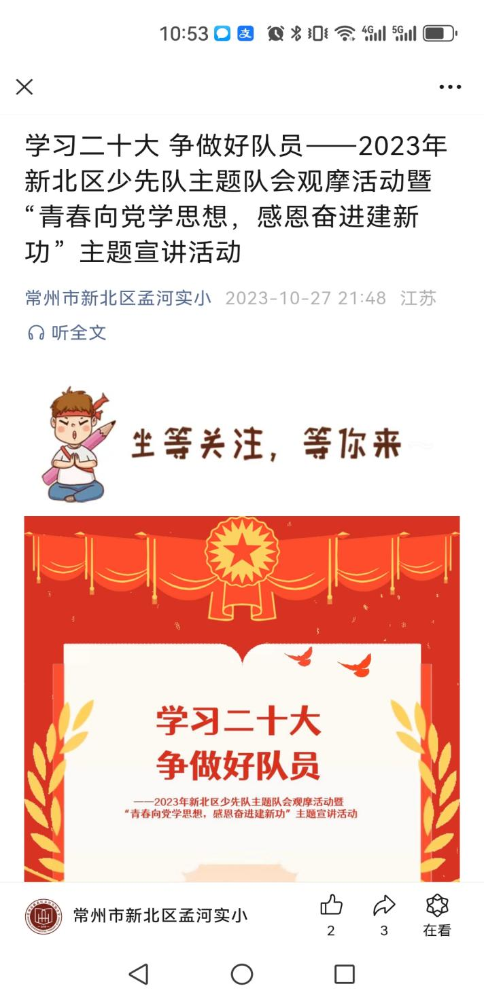 10:53
支
4G
5G
学习二十大 争做好队员——2023年
新北区少先队主题队会观摩活动暨
“青春向党学思想，感恩奋进建新
功”主题宣讲活动
常州市新北区孟河实小 2023-10-27 21:48 江苏
听全文
坐等关注，等你来
学习二十大
争做好队员
——2023年新北区少先队主题队会观摩活动暨
“青春向党学思想，感恩奋进建新功”主题宣讲活动
常州市新北区孟河实小
2
3
在看